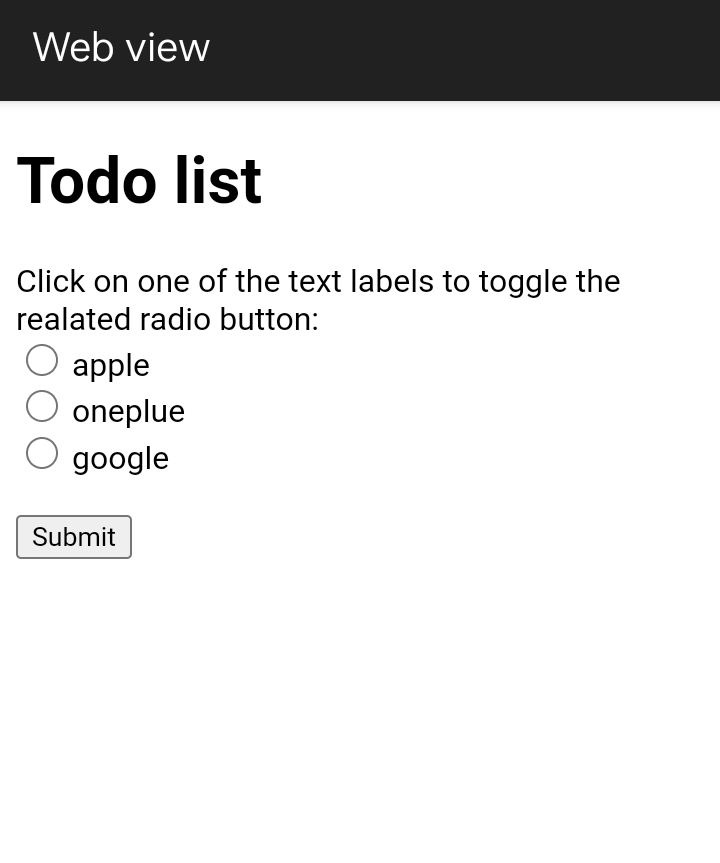 Web view
Todo list
Click on one of the text labels to toggle the
realated radio button:
apple
oneplue
google
Submit